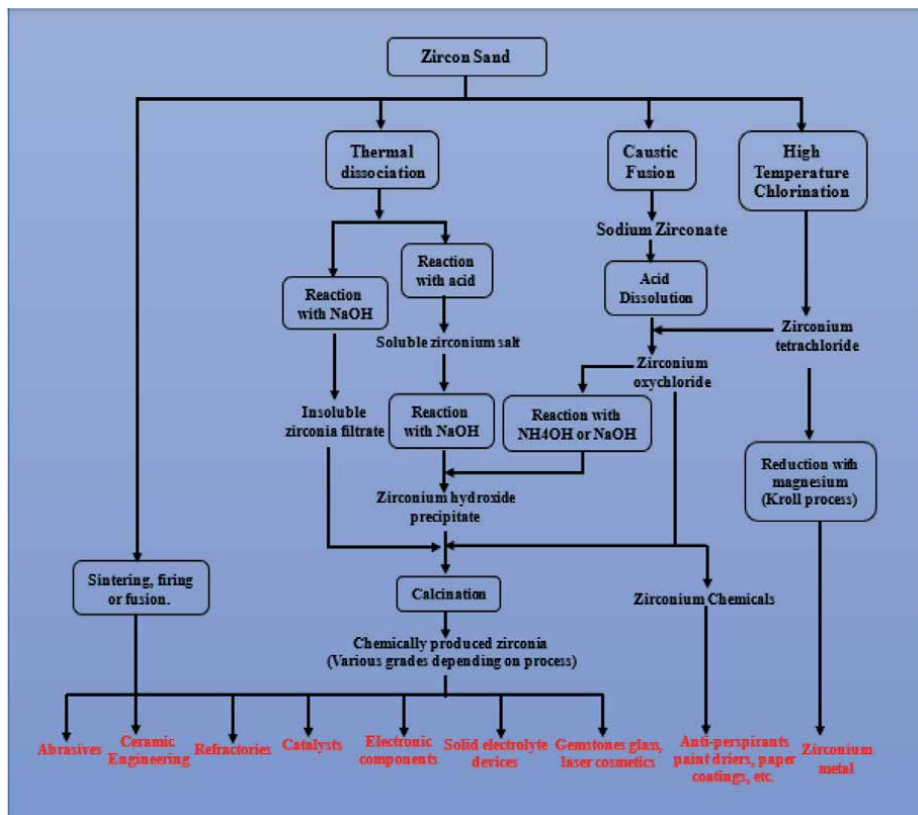 Zircon Sand
Thermal
dissociation
Caustic
Fusion
High
Temperature
Chlorination
Sodium Zirconate
Reaction
with NaOH
Reaction
with acid
Acid
Dissolution
Soluble zirconium salt
Zirconium
tetrachloride
Zirconium
oxychloride
Insoluble
zirconia filtrate
Reaction
with NaOH
Reaction with
NH4OH or NaOH
Reduction with
magnesium
(Kroll process)
Zirconium hydroxide
precipitate
Sintering, firing
or fusion.
Calcination
Zirconium Chemicals
Chemically produced zirconia
(Various grades depending on process)
Abrasives
Ceramic
Engineering
Refractories
Catalysts
Electronic
components
Solid electrolyte
devices
Gemstones glass,
laser cosmetics
Anti-perspirants
paint driers, paper
coatings, etc.
Zirconium
metal